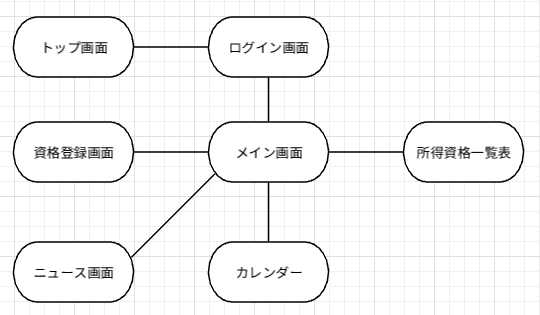 トップ画面
ログイン画面
資格登録画面
メイン画面
所得資格一覧表
ニュース画面
カレンダー